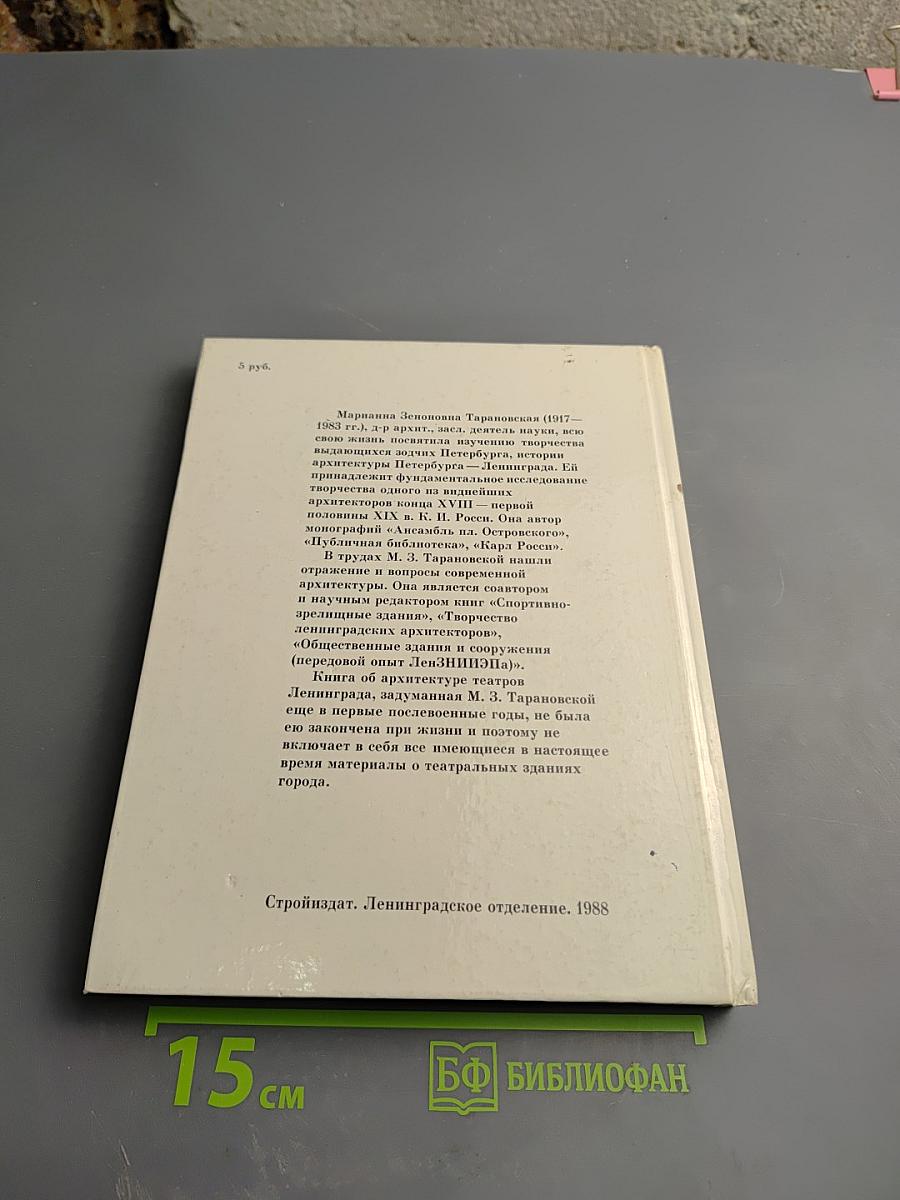 5 руб.
Марианна Зеноновна Тарановская (1917—
1983 гг.), д-р архит., засл. деятель науки, всю
свою жизнь посвятила изучению творчества
выдающихся зодчих Петербурга, истории
архитектуры Петербурга — Ленинграда. Ей
принадлежит фундаментальное исследование
творчества одного из виднейших
архитекторов конца XVIII — первой
половины XIX в. К. И. Росси. Она автор
монографий «Ансамбль пл. Островского»,
«Публичная библиотека», «Карл Росси».
В трудах М. З. Тарановской нашли
отражение и вопросы современной
архитектуры. Она является соавтором
и научным редактором книг «Спортивно-
зрелищные здания», «Творчество
ленинградских архитекторов»,
«Общественные здания и сооружения
(передовой опыт ЛенЗНИИЭПа)».
Книга об архитектуре театров
Ленинграда, задуманная М. З. Тарановской
еще в первые послевоенные годы, не была
ею закончена при жизни и поэтому не
включает в себя все имеющиеся в настоящее
время материалы о театральных зданиях
города.
Стройиздат. Ленинградское отделение. 1988
15 см
БФ БИБЛИОФАН